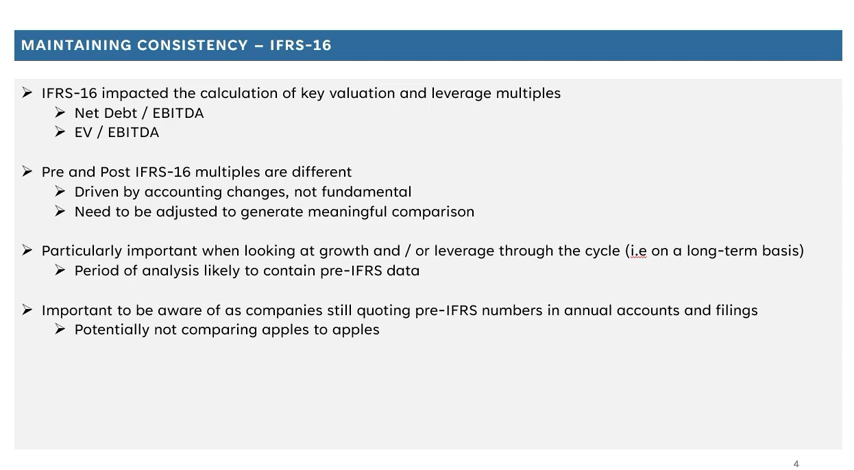 MAINTAINING CONSISTENCY – IFRS-16
➢ IFRS-16 impacted the calculation of key valuation and leverage multiples
➢ Net Debt / EBITDA
➢ EV / EBITDA
➢ Pre and Post IFRS-16 multiples are different
➢ Driven by accounting changes, not fundamental
➢ Need to be adjusted to generate meaningful comparison
➢ Particularly important when looking at growth and / or leverage through the cycle (i.e on a long-term basis)
➢ Period of analysis likely to contain pre-IFRS data
➢ Important to be aware of as companies still quoting pre-IFRS numbers in annual accounts and filings
➢ Potentially not comparing apples to apples
4